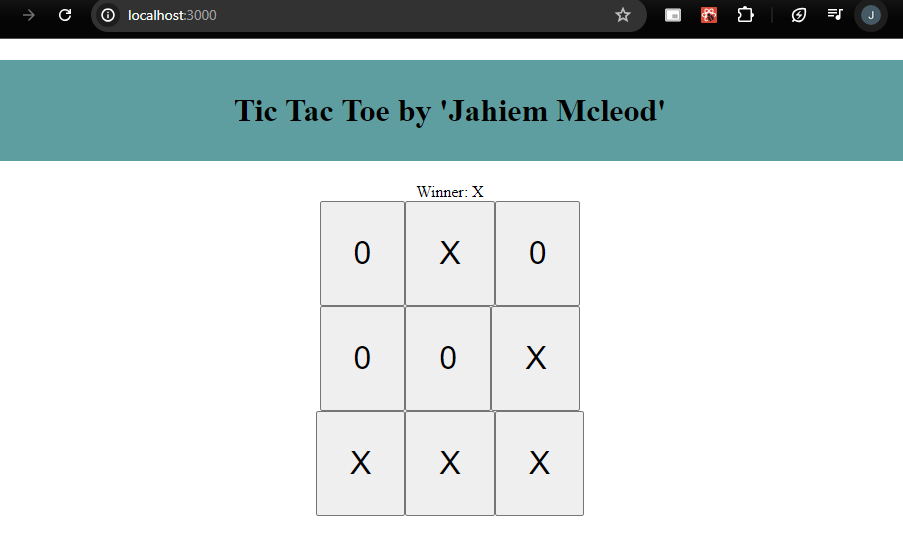 localhost:3000
J
Tic Tac Toe by 'Jahiem Mcleod'
Winner: X
0 X 0
0 0 X
X X X